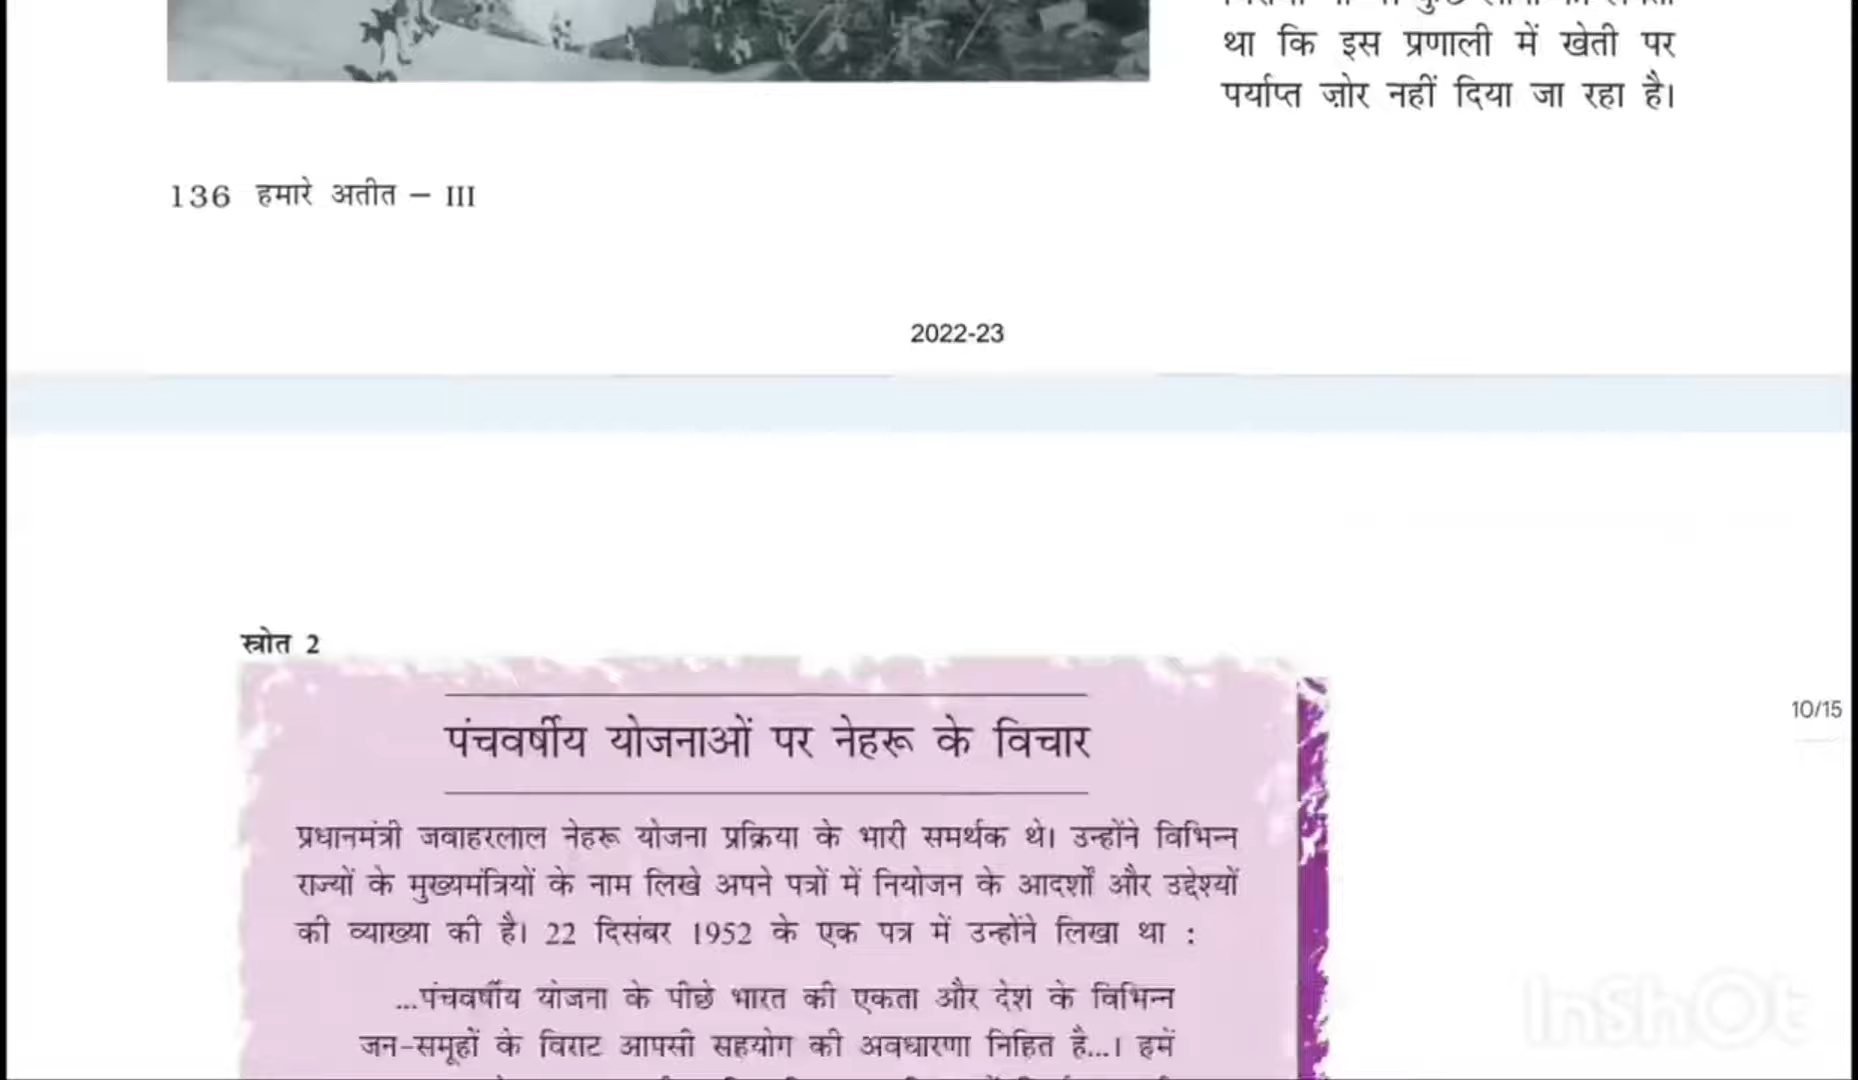 था कि इस प्रणाली में खेती पर
पर्याप्त ज़ोर नहीं दिया जा रहा है।
136 हमारे अतीत – III
2022-23
स्त्रोत 2
पंचवर्षीय योजनाओं पर नेहरू के विचार
10/15
प्रधानमंत्री जवाहरलाल नेहरू योजना प्रक्रिया के भारी समर्थक थे। उन्होंने विभिन्न
राज्यों के मुख्यमंत्रियों के नाम लिखे अपने पत्रों में नियोजन के आदर्शों और उद्देश्यों
की व्याख्या की है। 22 दिसंबर 1952 के एक पत्र में उन्होंने लिखा था :
...पंचवर्षीय योजना के पीछे भारत की एकता और देश के विभिन्न
जन-समूहों के विराट आपसी सहयोग की अवधारणा निहित है...। हमें
InShOt